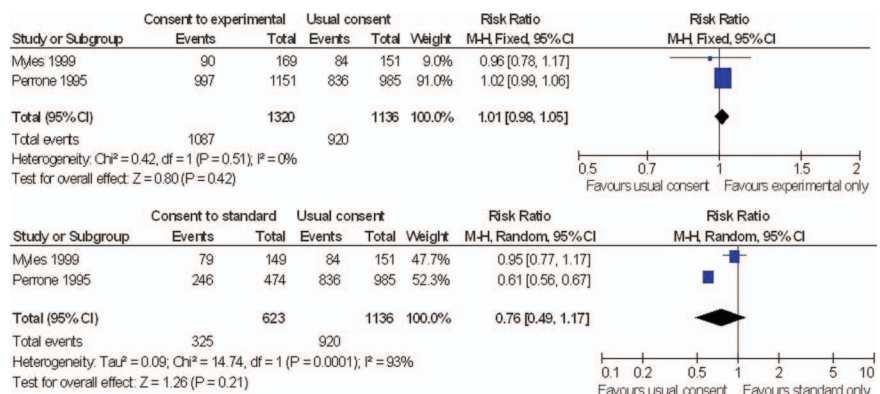 Consent to experimental Usual consent Risk Ratio Risk Ratio
Study or Subgroup Events Total Events Total Weight M-H, Fixed, 95% CI M-H, Fixed, 95% CI
Myles 1999 90 169 84 151 9.0% 0.96 [0.78, 1.17]
Perrone 1995 997 1151 836 985 91.0% 1.02 [0.99, 1.06]
Total (95% CI) 1320 1136 100.0% 1.01 [0.98, 1.05]
Total events 1087 920
Heterogeneity: Chi² = 0.42, df = 1 (P = 0.51); I² = 0%
Test for overall effect: Z = 0.80 (P = 0.42)
0.5 0.7 1 1.5 2
Favours usual consent Favours experimental only
Consent to standard Usual consent Risk Ratio Risk Ratio
Study or Subgroup Events Total Events Total Weight M-H, Random, 95% CI M-H, Random, 95% CI
Myles 1999 79 149 84 151 47.7% 0.95 [0.77, 1.17]
Perrone 1995 246 474 836 985 52.3% 0.61 [0.56, 0.67]
Total (95% CI) 623 1136 100.0% 0.76 [0.49, 1.17]
Total events 325 920
Heterogeneity: Tau² = 0.09; Chi² = 14.74, df = 1 (P = 0.0001); I² = 93%
Test for overall effect: Z = 1.26 (P = 0.21)
0.1 0.2 0.5 1 2 5 10
Favours usual consent Favours standard only